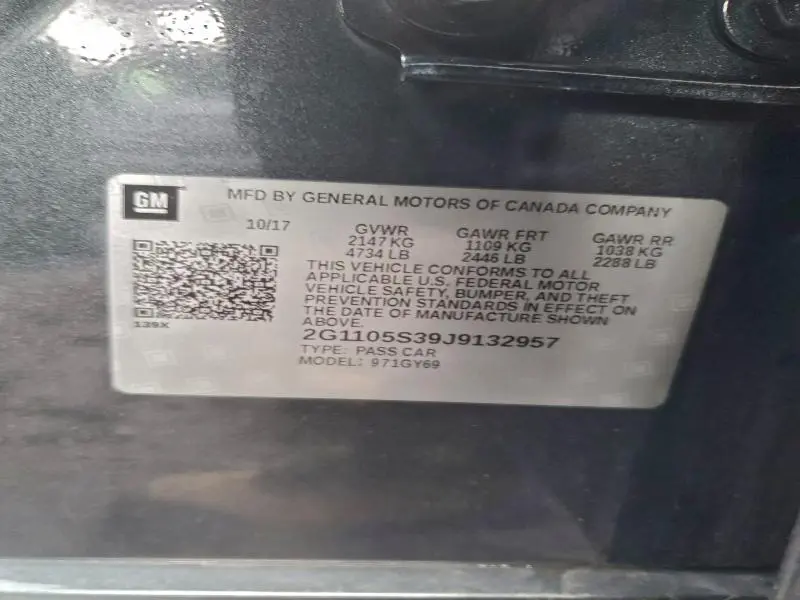 GM
MFD BY GENERAL MOTORS OF CANADA COMPANY
10/17
GVWR
2147 KG
4734 LB
GAWR FRT
1109 KG
2446 LB
GAWR RR
1038 KG
2288 LB
THIS VEHICLE CONFORMS TO ALL
APPLICABLE U.S. FEDERAL MOTOR
VEHICLE SAFETY, BUMPER, AND THEFT
PREVENTION STANDARDS IN EFFECT ON
THE DATE OF MANUFACTURE SHOWN
ABOVE.
139X
2G1105S39J9132957
TYPE: PASS CAR
MODEL: 971GY69